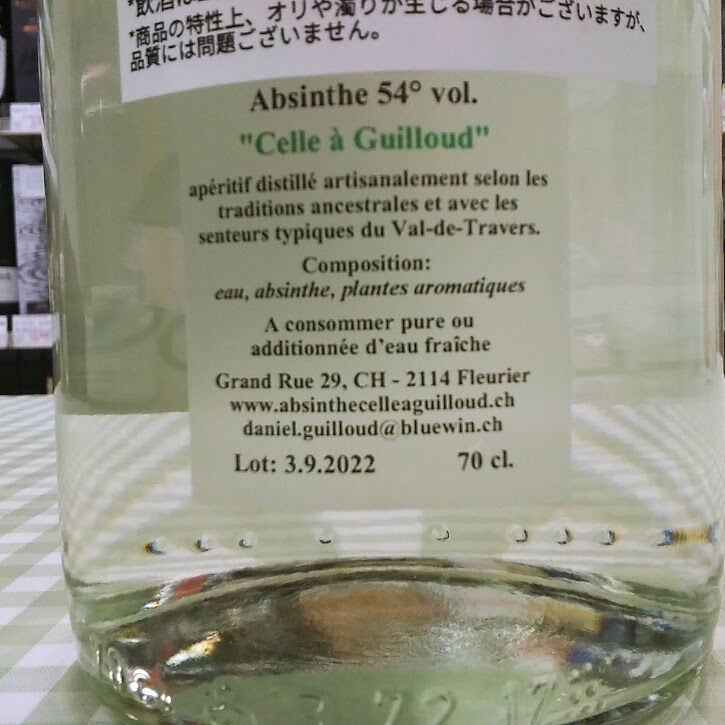 *商品の特性上、オリや濁りが生じる場合がございますが、
品質には問題ございません。
Absinthe 54° vol.
"Celle à Guilloud"
apéritif distillé artisanalement selon les
traditions ancestrales et avec les
senteurs typiques du Val-de-Travers.
Composition:
eau, absinthe, plantes aromatiques
A consommer pure ou
additionnée d'eau fraîche
Grand Rue 29, CH - 2114 Fleurier
www.absinthecelleaguilloud.ch
daniel.guilloud@bluewin.ch
Lot: 3.9.2022 70 cl.